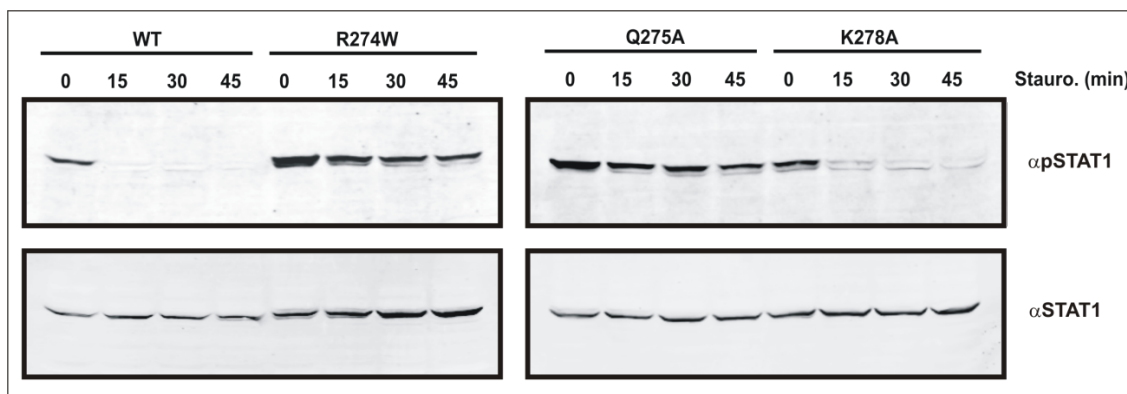 WT R274W Q275A K278A
0 15 30 45 0 15 30 45 0 15 30 45 0 15 30 45 Stauro. (min)
αpSTAT1
αSTAT1